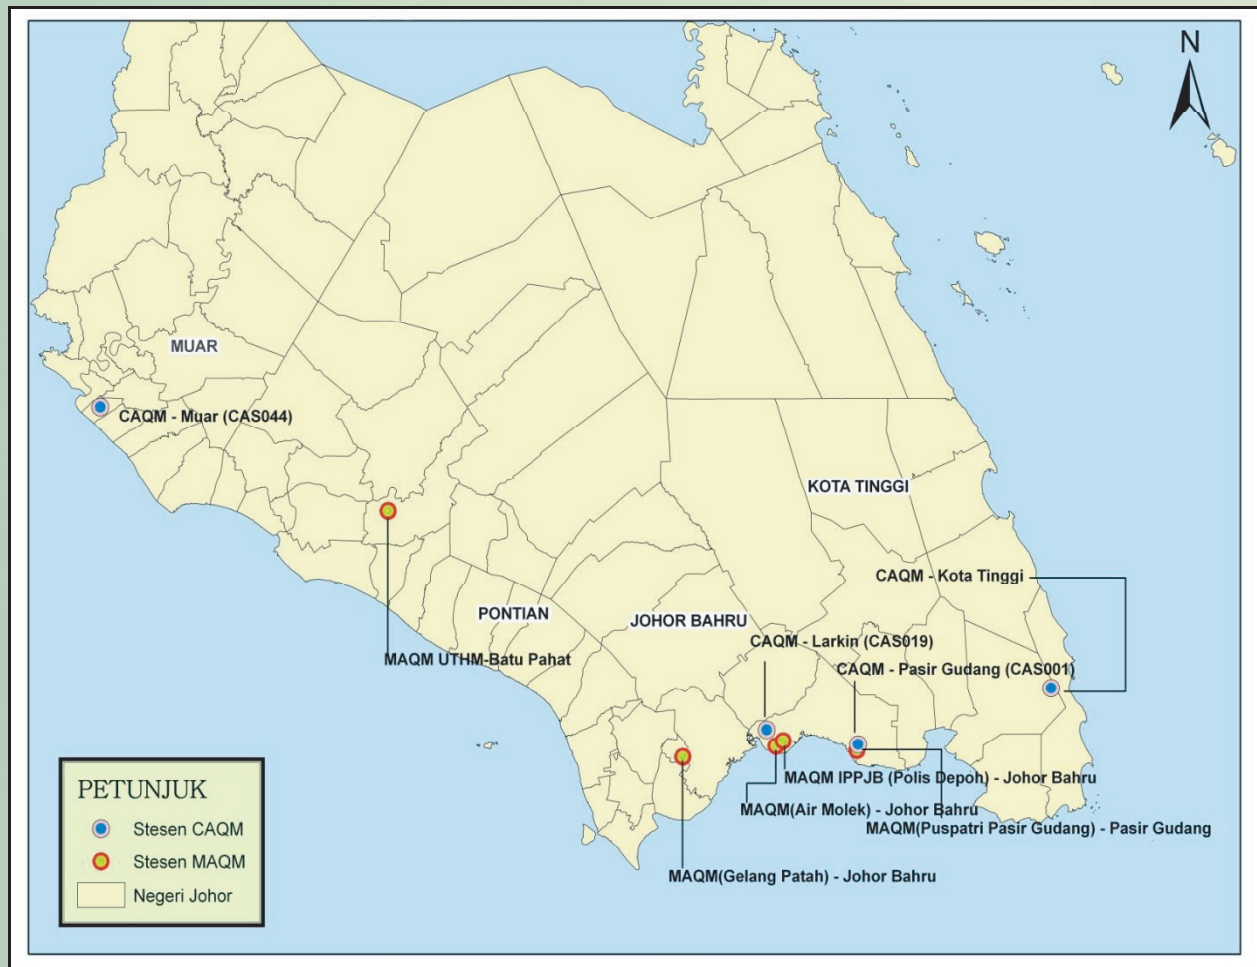 N
MUAR
CAQM - Muar (CAS044)
KOTA TINGGI
CAQM - Kota Tinggi
PONTIAN
JOHOR BAHRU
CAQM - Larkin (CAS019)
MAQM UTHM-Batu Pahat
CAQM - Pasir Gudang (CAS001)
MAQM IPPJB (Polis Depoh) - Johor Bahru
MAQM(Air Molek) - Johor Bahru
MAQM(Puspatri Pasir Gudang) - Pasir Gudang
MAQM(Gelang Patah) - Johor Bahru
PETUNJUK
Stesen CAQM
Stesen MAQM
Negeri Johor